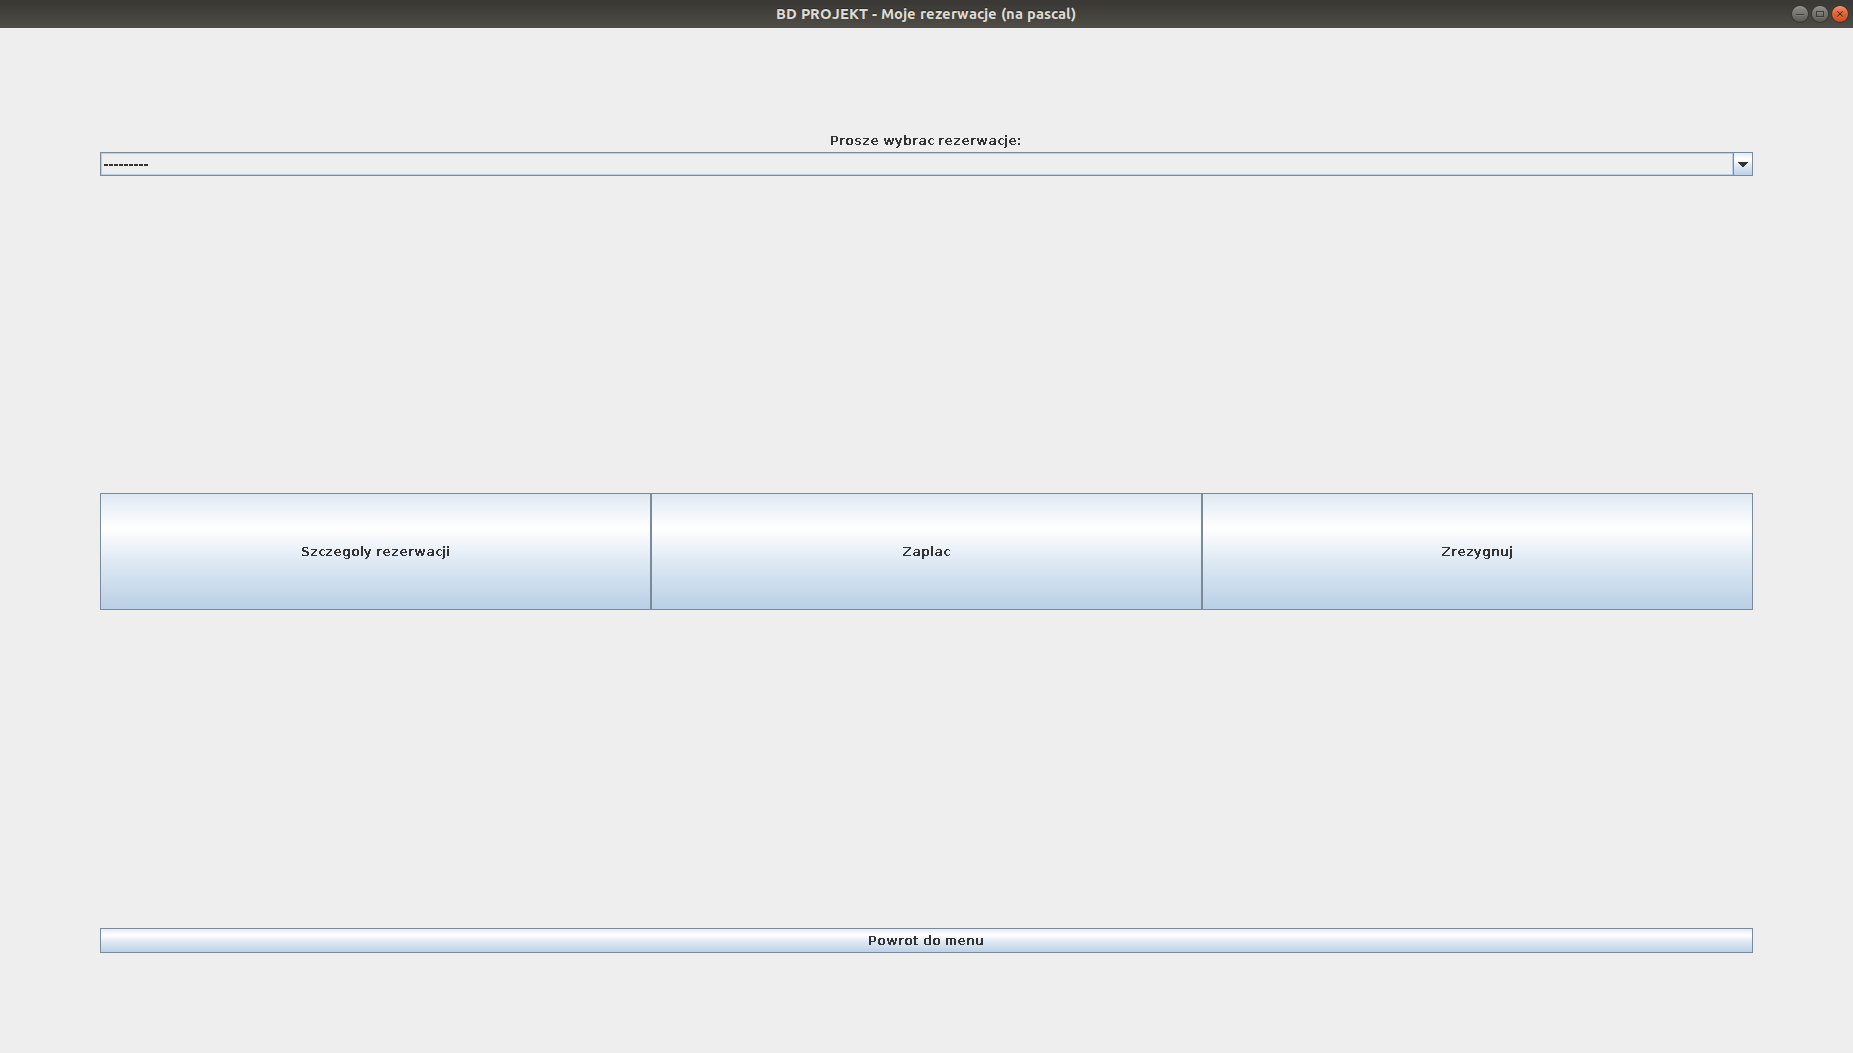 BD PROJEKT - Moje rezerwacje (na pascal)
Prosze wybrac rezerwacje:
---------
Szczegoly rezerwacji
Zaplac
Zrezygnuj
Powrot do menu